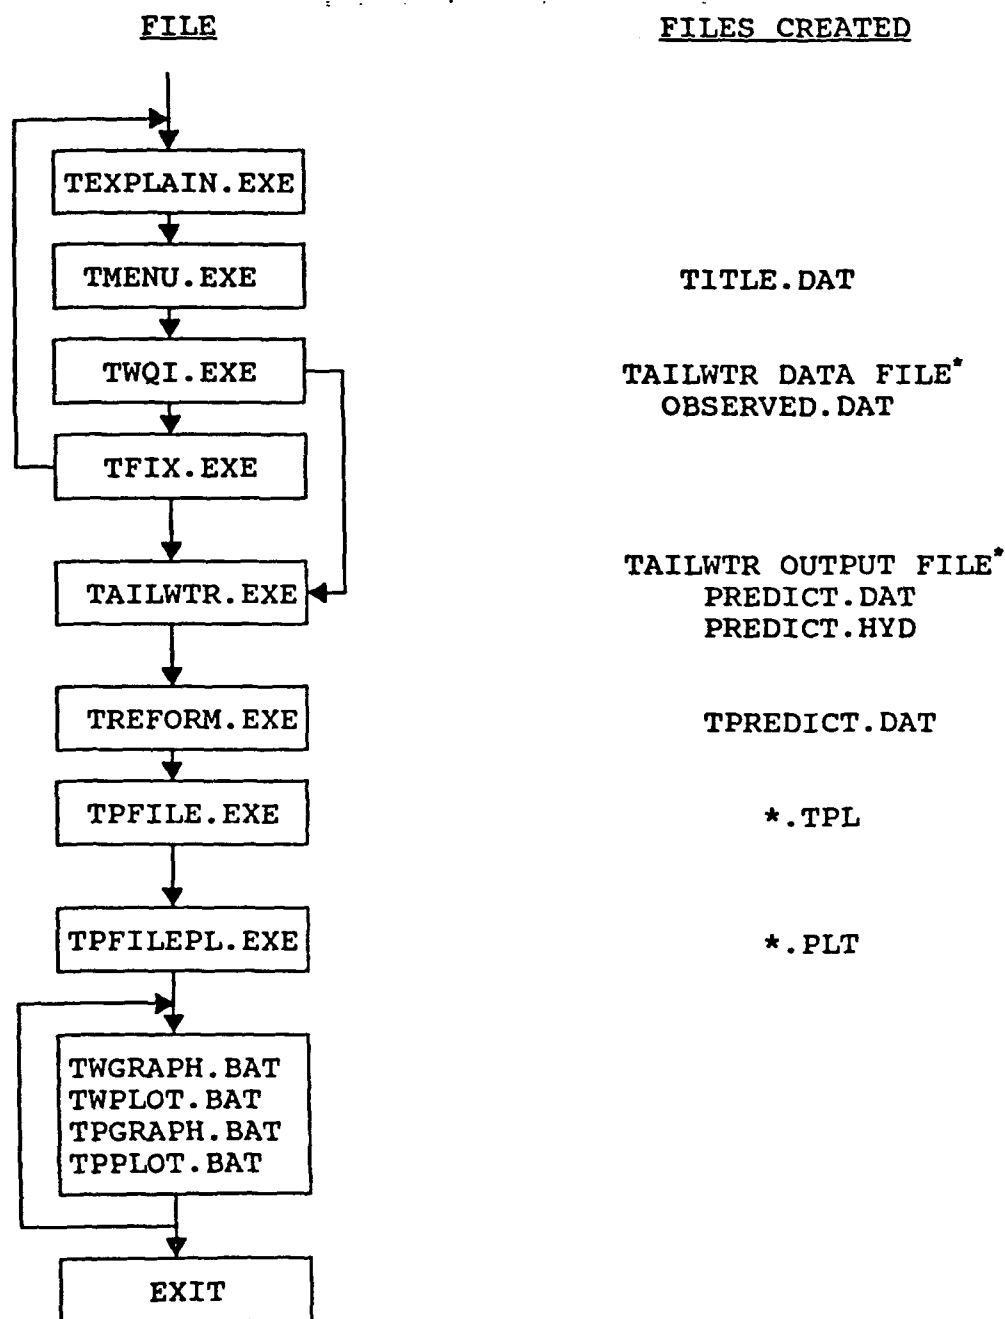 FILE
FILES CREATED
TEXPLAIN.EXE
TMENU.EXE
TITLE.DAT
TWQI.EXE
TAILWTR DATA FILE*
OBSERVED.DAT
TFIX.EXE
TAILWTR.EXE
TAILWTR OUTPUT FILE*
PREDICT.DAT
PREDICT.HYD
TREFORM.EXE
TPREDICT.DAT
TPFILE.EXE
*.TPL
TPFILEPL.EXE
*.PLT
TWGRAPH.BAT
TWPLOT.BAT
TPGRAPH.BAT
TPPLOT.BAT
EXIT